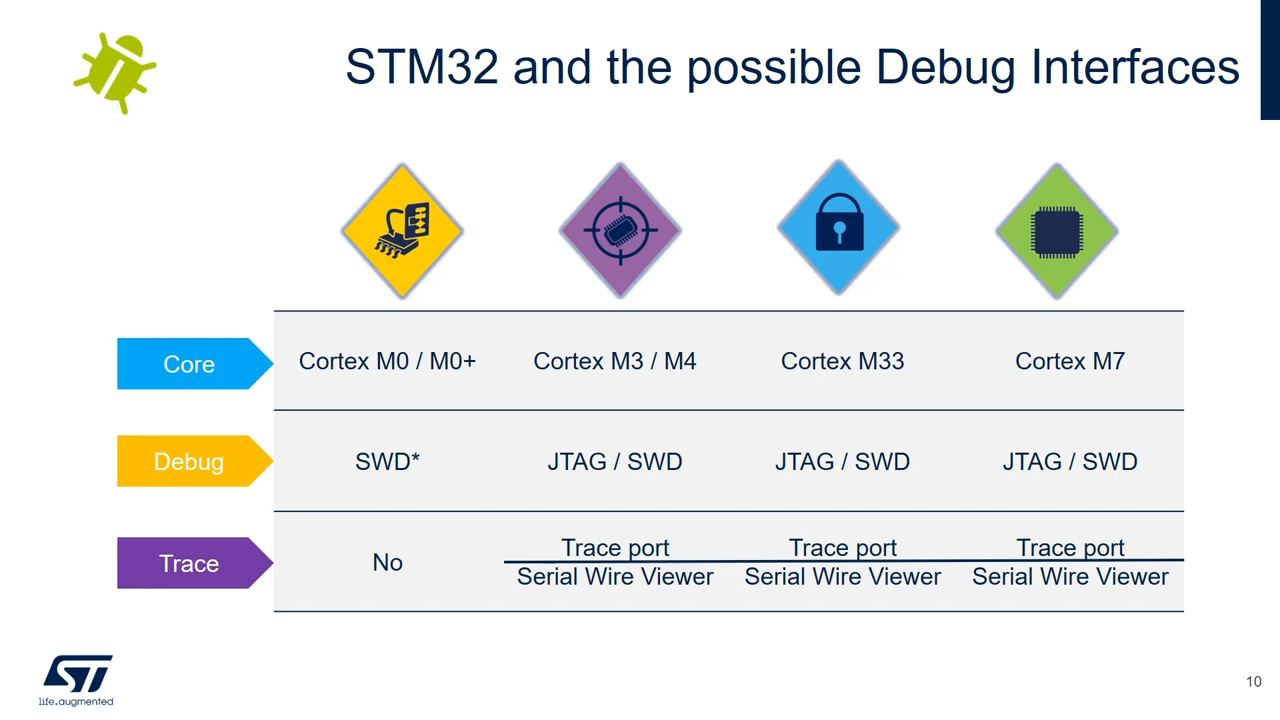 STM32 and the possible Debug Interfaces
Core
Cortex M0 / M0+
Cortex M3 / M4
Cortex M33
Cortex M7
Debug
SWD*
JTAG / SWD
JTAG / SWD
JTAG / SWD
Trace
No
Trace port
Serial Wire Viewer
Trace port
Serial Wire Viewer
Trace port
Serial Wire Viewer
ST
life.augmented
10